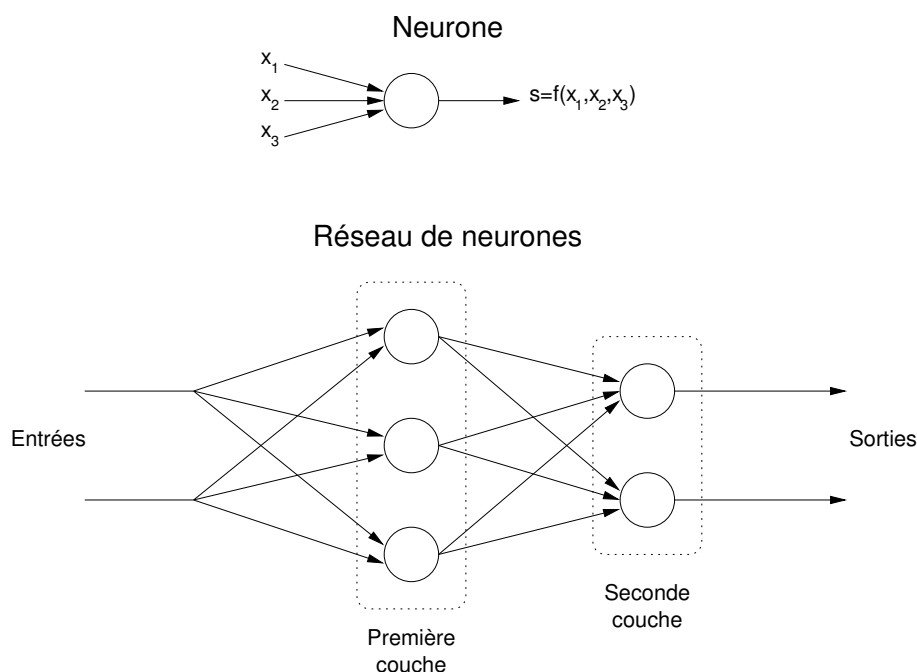 Neurone
x1
x2
x3
s=f(x1,x2,x3)
Réseau de neurones
Entrées
Sorties
Première
couche
Seconde
couche